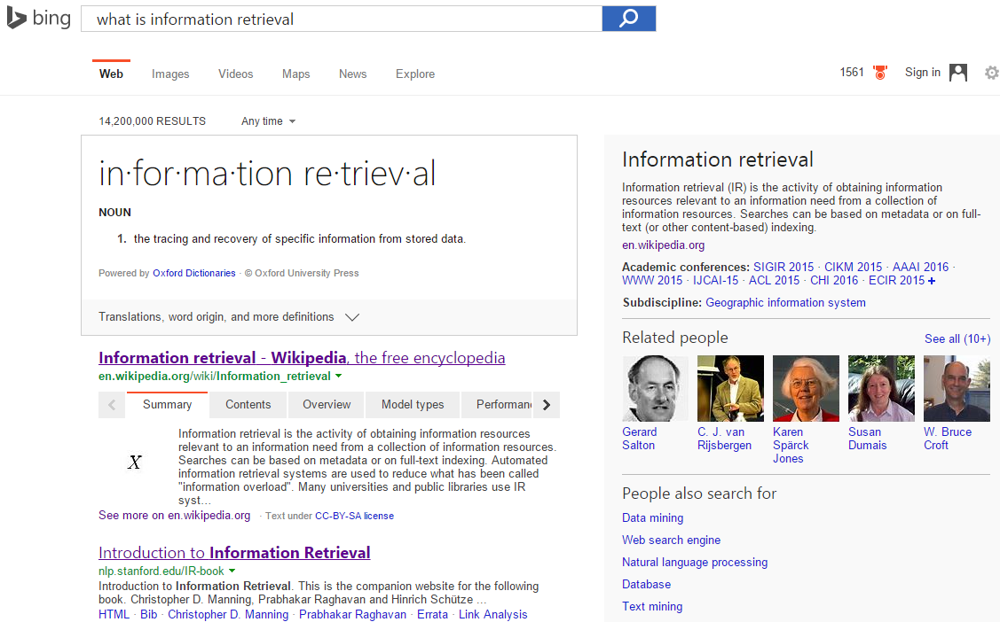 bing
what is information retrieval
Web Images Videos Maps News Explore
1561 Sign in
14,200,000 RESULTS Any time
in·for·ma·tion re·triev·al
NOUN
1. the tracing and recovery of specific information from stored data.
Powered by Oxford Dictionaries · © Oxford University Press
Translations, word origin, and more definitions
Information retrieval - Wikipedia, the free encyclopedia
en.wikipedia.org/wiki/Information_retrieval
Summary Contents Overview Model types Performan
Information retrieval is the activity of obtaining information resources
relevant to an information need from a collection of information resources.
Searches can be based on metadata or on full-text indexing. Automated
information retrieval systems are used to reduce what has been called
"information overload". Many universities and public libraries use IR
syst...
X
See more on en.wikipedia.org · Text under CC-BY-SA license
Introduction to Information Retrieval
nlp.stanford.edu/IR-book
Introduction to Information Retrieval. This is the companion website for the following
book. Christopher D. Manning, Prabhakar Raghavan and Hinrich Schütze ...
HTML · Bib · Christopher D. Manning · Prabhakar Raghavan · Errata · Link Analysis
Information retrieval
Information retrieval (IR) is the activity of obtaining information
resources relevant to an information need from a collection of
information resources. Searches can be based on metadata or on full-
text (or other content-based) indexing.
en.wikipedia.org
Academic conferences: SIGIR 2015 · CIKM 2015 · AAAI 2016 ·
WWW 2015 · IJCAI-15 · ACL 2015 · CHI 2016 · ECIR 2015 +
Subdiscipline: Geographic information system
Related people See all (10+)
Gerard
Salton
C. J. van
Rijsbergen
Karen
Spärck
Jones
Susan
Dumais
W. Bruce
Croft
People also search for
Data mining
Web search engine
Natural language processing
Database
Text mining